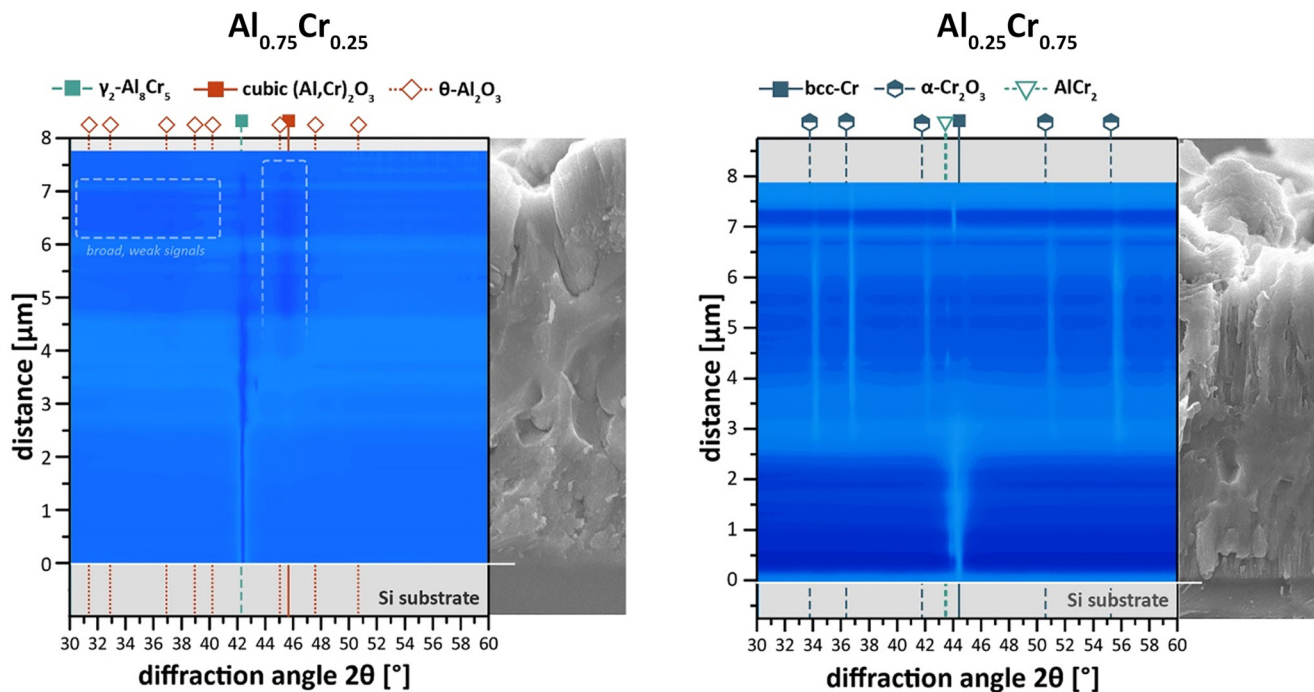 Al0.75Cr0.25
γ2-Al8Cr5 cubic (Al,Cr)2O3 θ-Al2O3
8
7
6
5
4
3
2
1
0
distance [µm]
broad, weak signals
Si substrate
30 32 34 36 38 40 42 44 46 48 50 52 54 56 58 60
diffraction angle 2θ [°]
Al0.25Cr0.75
bcc-Cr α-Cr2O3 AlCr2
8
7
6
5
4
3
2
1
0
distance [µm]
Si substrate
30 32 34 36 38 40 42 44 46 48 50 52 54 56 58 60
diffraction angle 2θ [°]